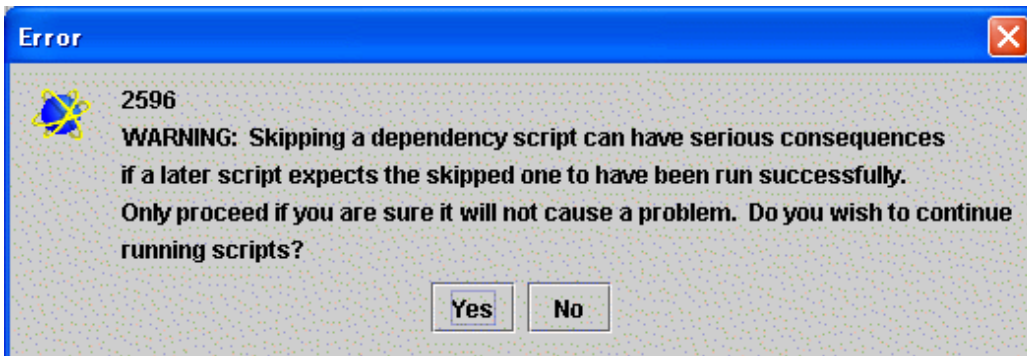 Error
2596
WARNING:  Skipping a dependency script can have serious consequences
if a later script expects the skipped one to have been run successfully.
Only proceed if you are sure it will not cause a problem.  Do you wish to continue
running scripts?
Yes No